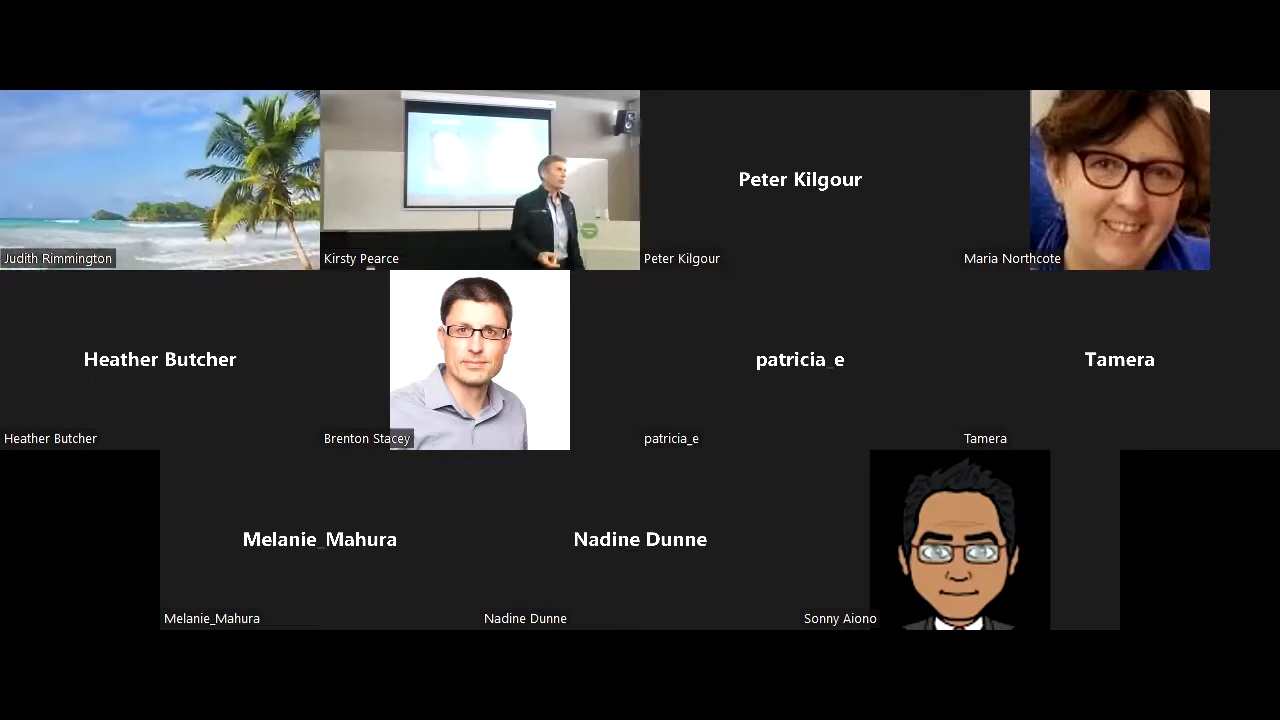 Judith Rimmington
Kirsty Pearce
Peter Kilgour
Peter Kilgour
Maria Northcote
Heather Butcher
Heather Butcher
Brenton Stacey
patricia_e
patricia_e
Tamera
Tamera
Melanie_Mahura
Melanie_Mahura
Nadine Dunne
Nadine Dunne
Sonny Aiono